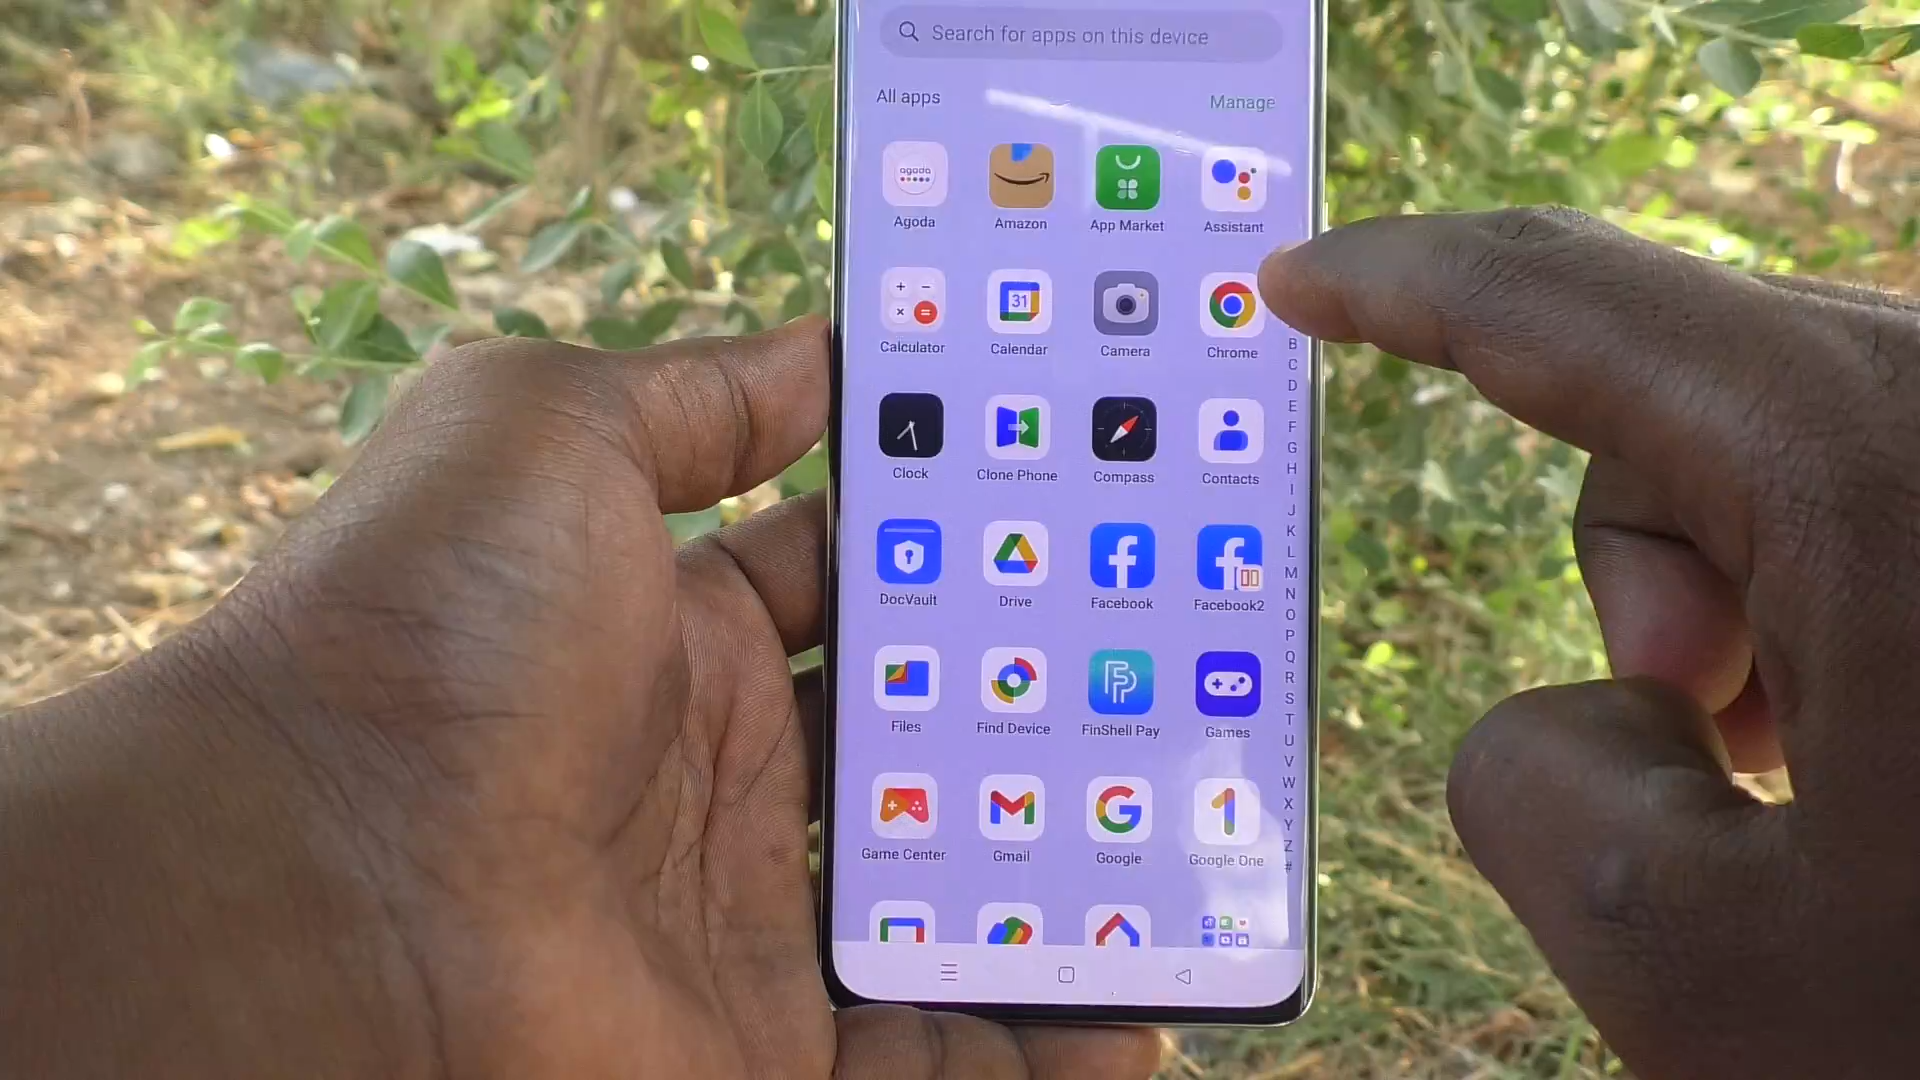 Search for apps on this device
All apps Manage
agoda
Agoda Amazon App Market Assistant
31
Calculator Calendar Camera Chrome
Clock Clone Phone Compass Contacts
DocVault Drive Facebook Facebook2
Files Find Device FinShell Pay Games
Game Center Gmail Google Google One
B
C
D
E
F
G
H
I
J
K
L
M
N
O
P
Q
R
S
T
U
V
W
X
Y
Z
#